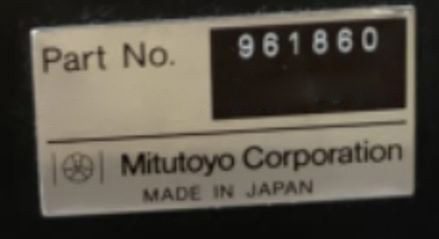 Part No. 961860
Mitutoyo Corporation
MADE IN JAPAN